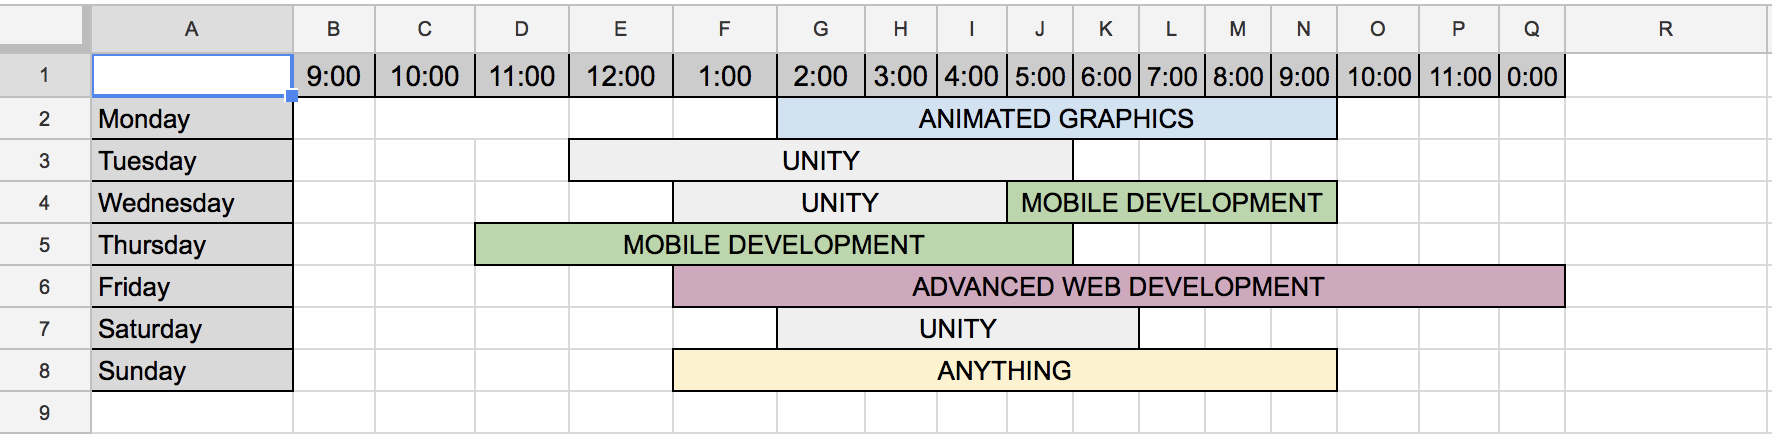 A B C D E F G H I J K L M N O P Q R
1 9:00 10:00 11:00 12:00 1:00 2:00 3:00 4:00 5:00 6:00 7:00 8:00 9:00 10:00 11:00 0:00
2 Monday ANIMATED GRAPHICS
3 Tuesday UNITY
4 Wednesday UNITY MOBILE DEVELOPMENT
5 Thursday MOBILE DEVELOPMENT
6 Friday ADVANCED WEB DEVELOPMENT
7 Saturday UNITY
8 Sunday ANYTHING
9